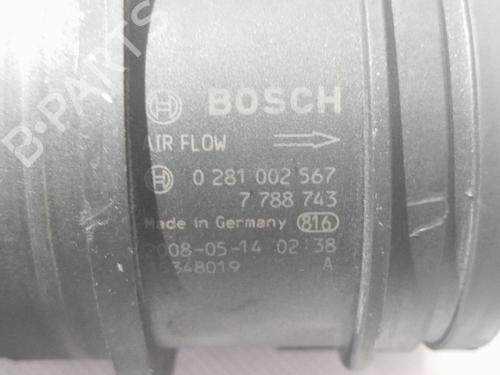 BOSCH
AIR FLOW
0 281 002 567
7 788 743
Made in Germany 816
2008-05-14 02:38
A
B-PARTS